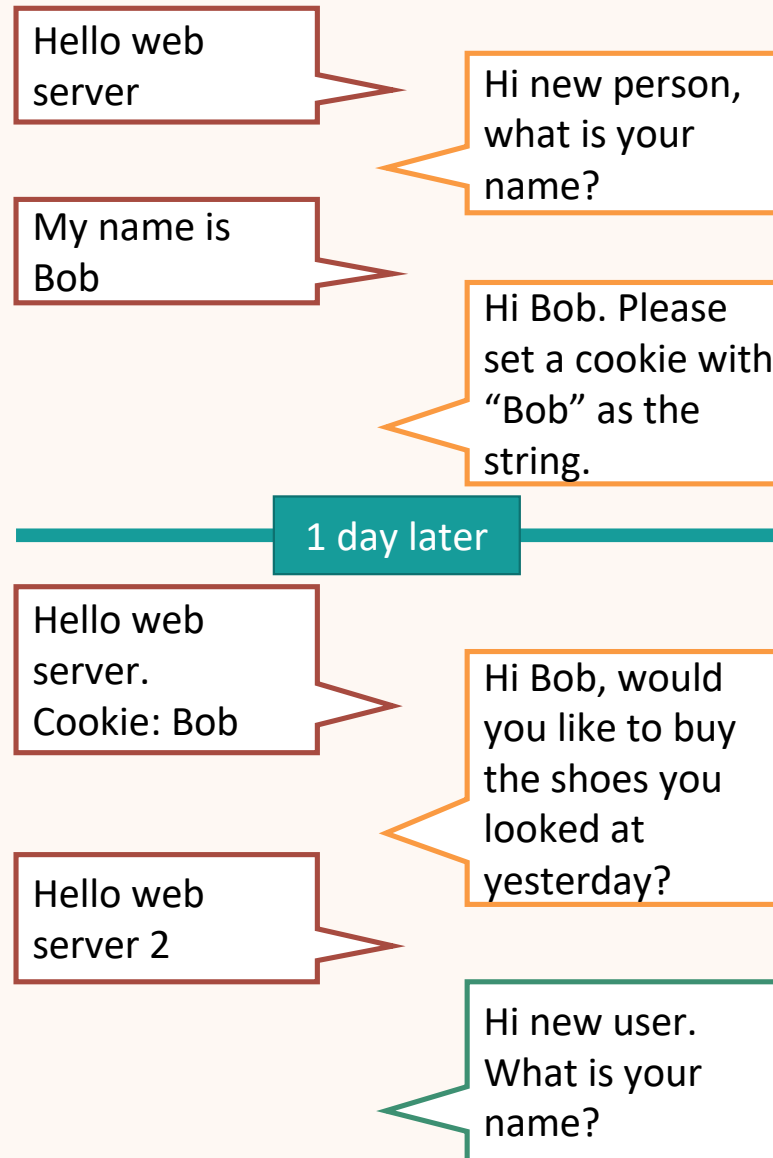 Hello web
server
Hi new person,
what is your
name?
My name is
Bob
Hi Bob. Please
set a cookie with
“Bob” as the
string.
1 day later
Hello web
server.
Cookie: Bob
Hi Bob, would
you like to buy
the shoes you
looked at
yesterday?
Hello web
server 2
Hi new user.
What is your
name?